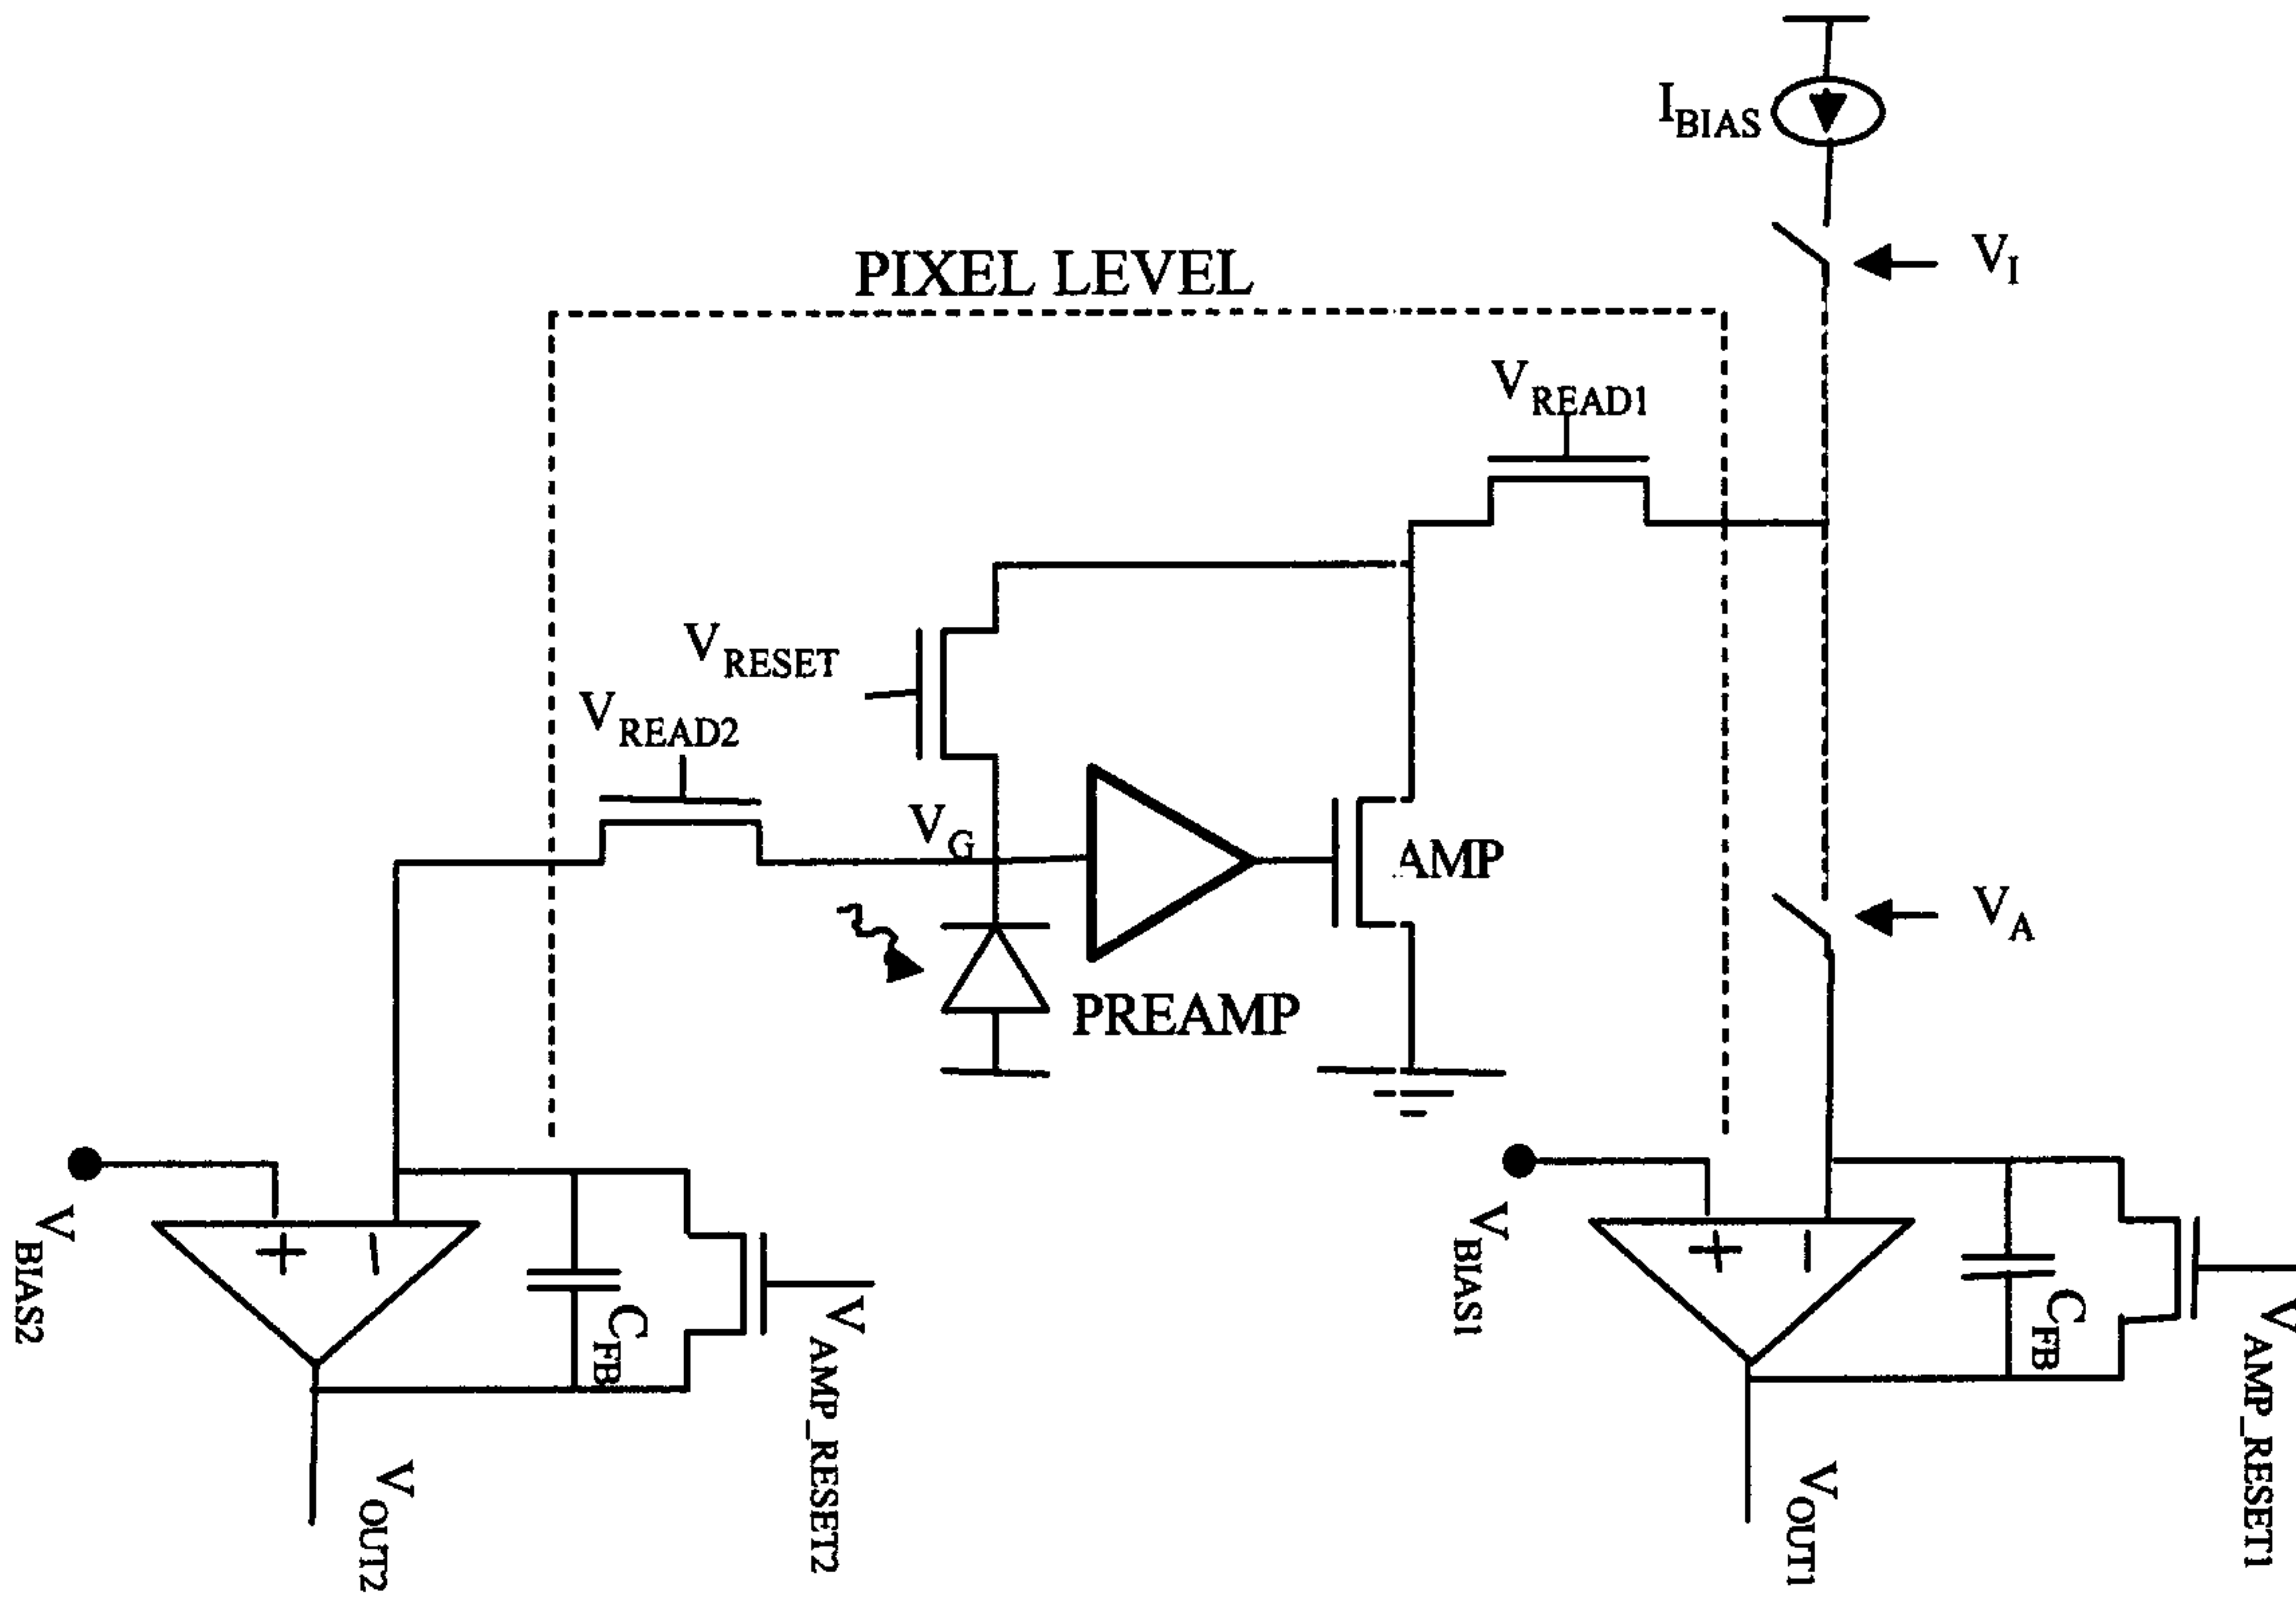 I_BIAS
V_I
PIXEL LEVEL
V_READ1
V_RESET
V_READ2
V_G
AMP
V_A
PREAMP
+ −
V_BIAS2
C_FB
V_AMP_RESET2
V_OUT2
+ −
V_BIAS1
C_FB
V_AMP_RESET1
V_OUT1